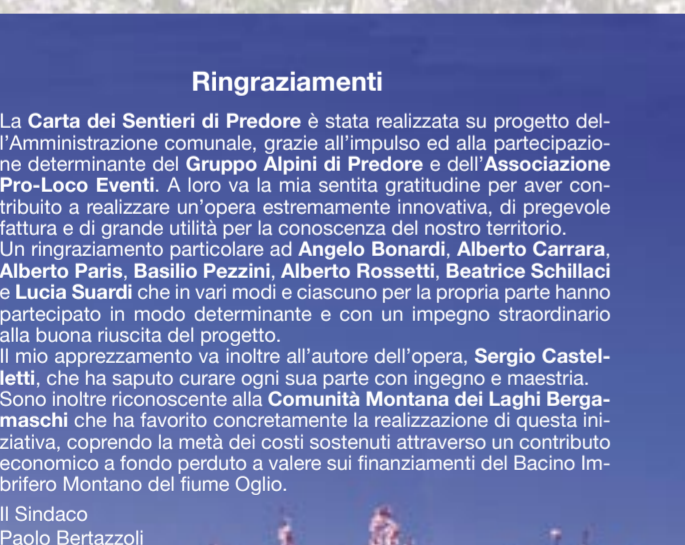 Ringraziamenti
La Carta dei Sentieri di Predore è stata realizzata su progetto del-
l'Amministrazione comunale, grazie all'impulso ed alla partecipazio-
ne determinante del Gruppo Alpini di Predore e dell'Associazione
Pro-Loco Eventi. A loro va la mia sentita gratitudine per aver con-
tribuito a realizzare un'opera estremamente innovativa, di pregevole
fattura e di grande utilità per la conoscenza del nostro territorio.
Un ringraziamento particolare ad Angelo Bonardi, Alberto Carrara,
Alberto Paris, Basilio Pezzini, Alberto Rossetti, Beatrice Schillaci
e Lucia Suardi che in vari modi e ciascuno per la propria parte hanno
partecipato in modo determinante e con un impegno straordinario
alla buona riuscita del progetto.
Il mio apprezzamento va inoltre all'autore dell'opera, Sergio Castel-
letti, che ha saputo curare ogni sua parte con ingegno e maestria.
Sono inoltre riconoscente alla Comunità Montana dei Laghi Berga-
maschi che ha favorito concretamente la realizzazione di questa ini-
ziativa, coprendo la metà dei costi sostenuti attraverso un contributo
economico a fondo perduto a valere sui finanziamenti del Bacino Im-
brifero Montano del fiume Oglio.
Il Sindaco
Paolo Bertazzoli